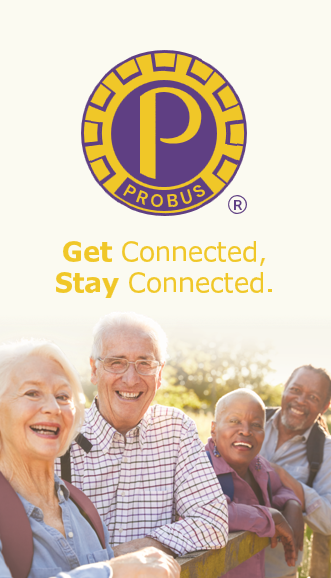 P
PROBUS
®
Get Connected,
Stay Connected.